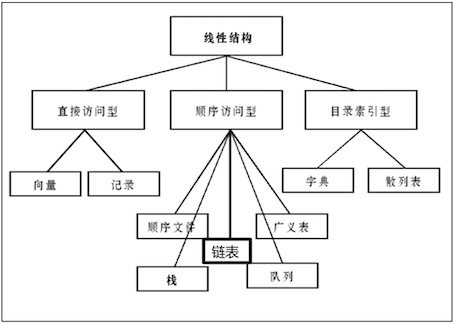 线性结构
直接访问型
顺序访问型
目录索引型
向量
记录
字典
散列表
顺序文件
广义表
链表
栈
队列